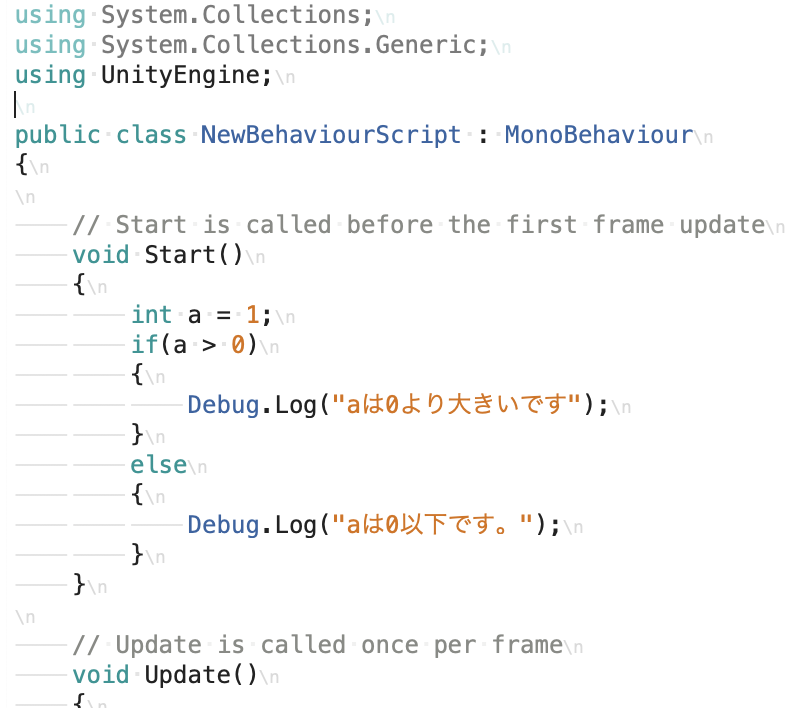 using System.Collections;\n
using System.Collections.Generic;\n
using UnityEngine;\n
\n
public class NewBehaviourScript : MonoBehaviour\n
{\n
\n
// Start is called before the first frame update\n
void Start()\n
{\n
int a = 1;\n
if(a > 0)\n
{\n
Debug.Log("aは0より大きいです");\n
}\n
else\n
{\n
Debug.Log("aは0以下です。");\n
}\n
}\n
\n
// Update is called once per frame\n
void Update()\n
{\n